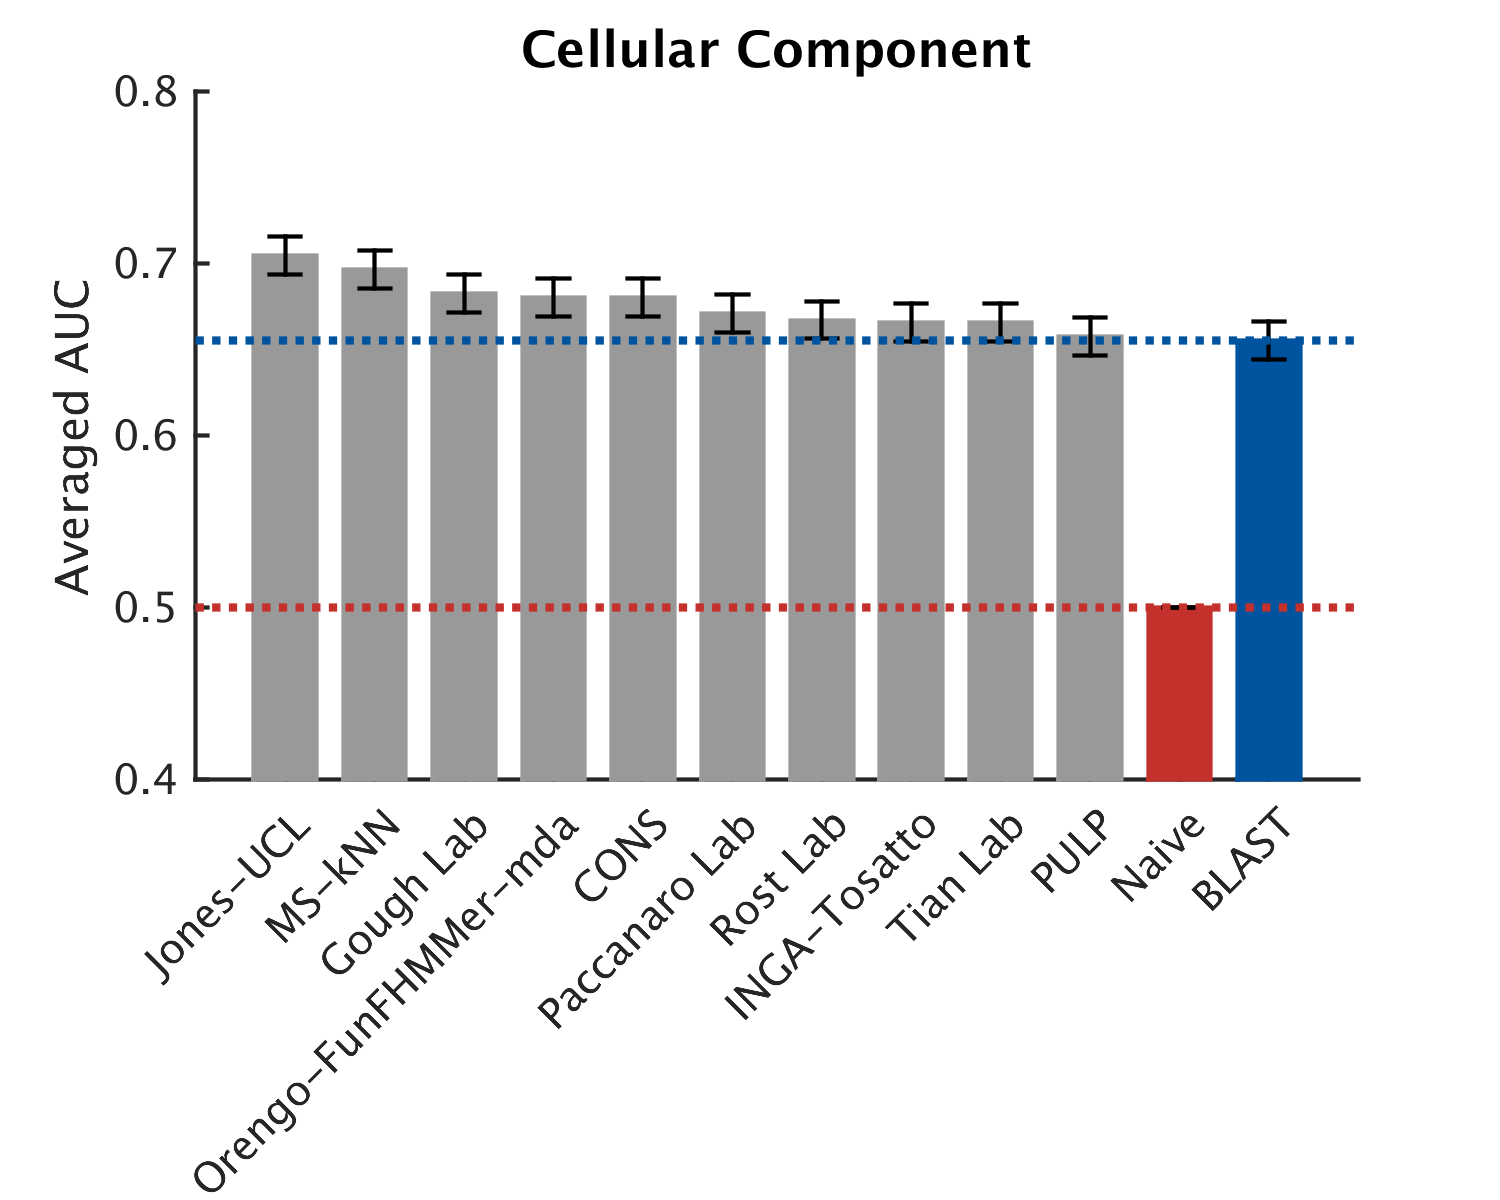 Cellular Component
Averaged AUC
0.8
0.7
0.6
0.5
0.4
Jones-UCL
MS-kNN
Gough Lab
Orengo-FunFHMMer-mda
CONS
Paccanaro Lab
Rost Lab
INGA-Tosatto
Tian Lab
PULP
Naive
BLAST